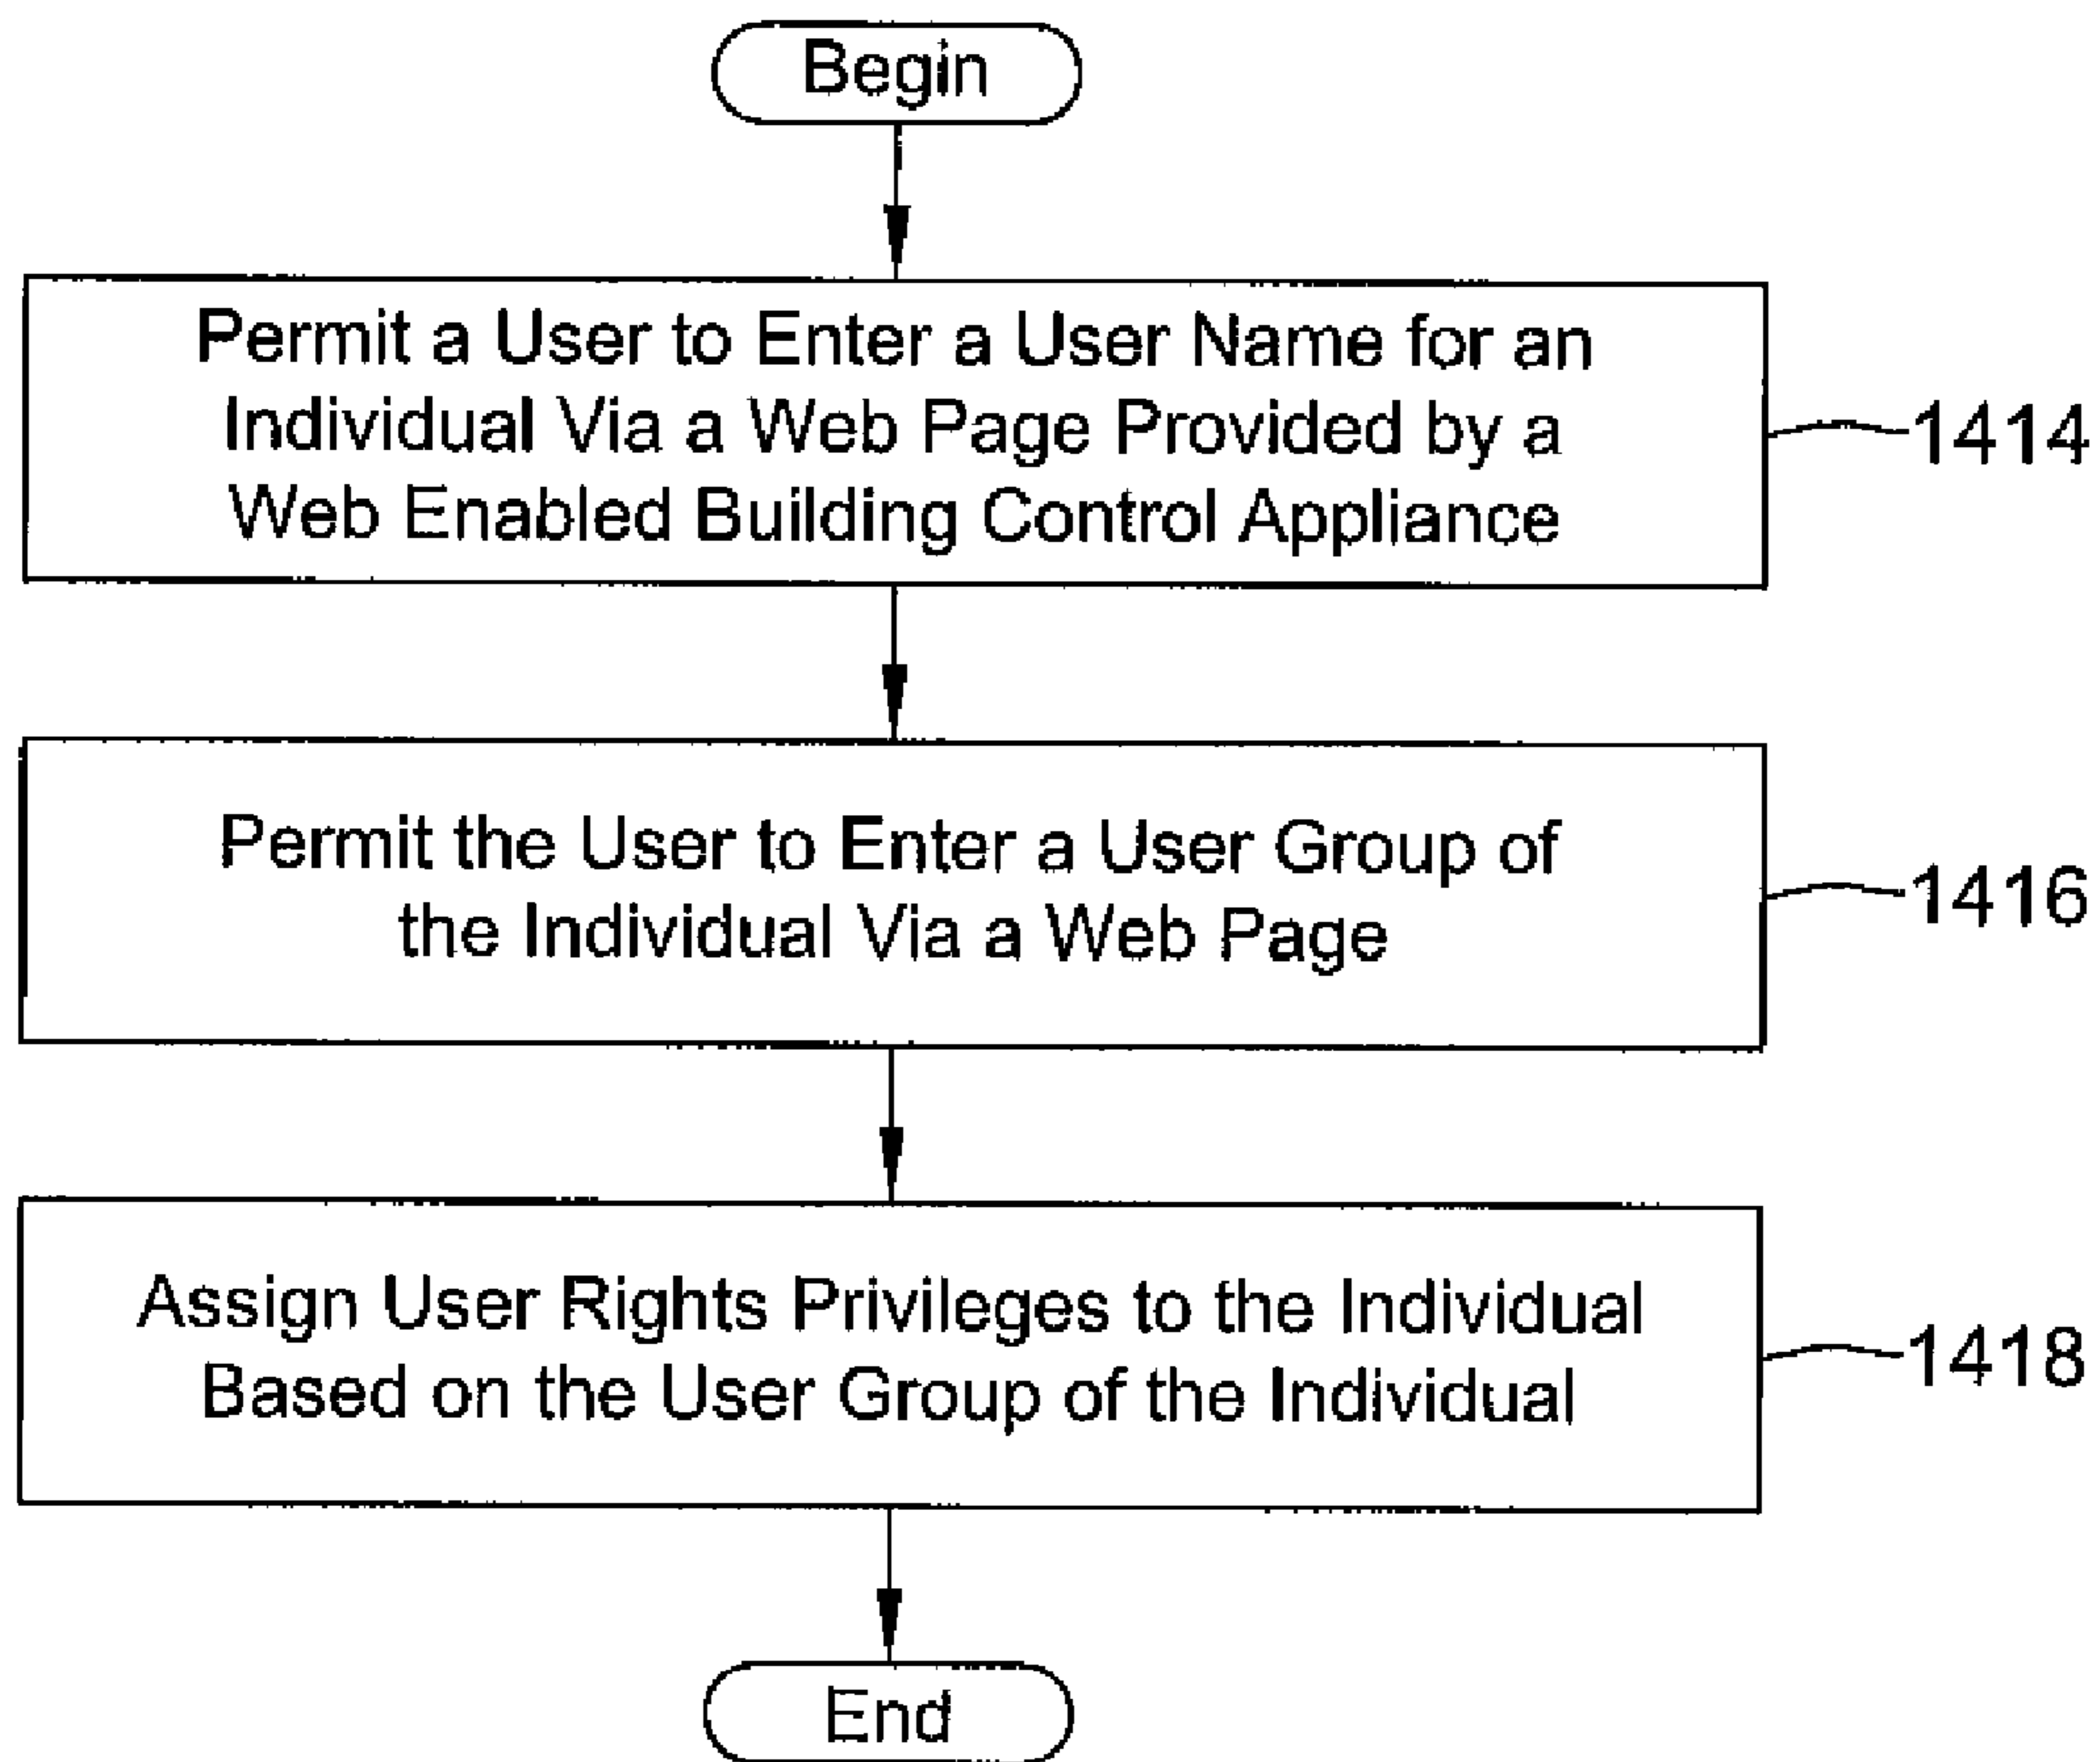 Begin
Permit a User to Enter a User Name for an
Individual Via a Web Page Provided by a
Web Enabled Building Control Appliance
1414
Permit the User to Enter a User Group of
the Individual Via a Web Page
1416
Assign User Rights Privileges to the Individual
Based on the User Group of the Individual
1418
End